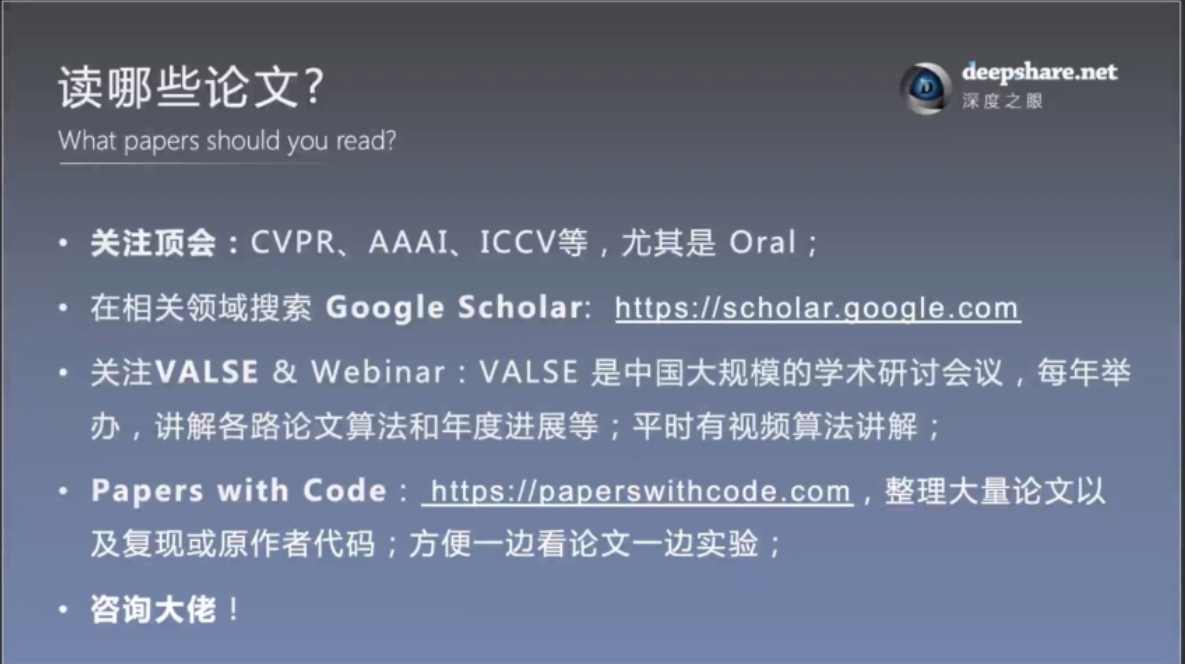 读哪些论文?
deepshare.net
深度之眼
What papers should you read?
• 关注顶会：CVPR、AAAI、ICCV等，尤其是 Oral；
• 在相关领域搜索 Google Scholar: https://scholar.google.com
• 关注VALSE & Webinar：VALSE 是中国大规模的学术研讨会议，每年举
办，讲解各路论文算法和年度进展等；平时有视频算法讲解；
• Papers with Code： https://paperswithcode.com，整理大量论文以
及复现或原作者代码；方便一边看论文一边实验；
• 咨询大佬！